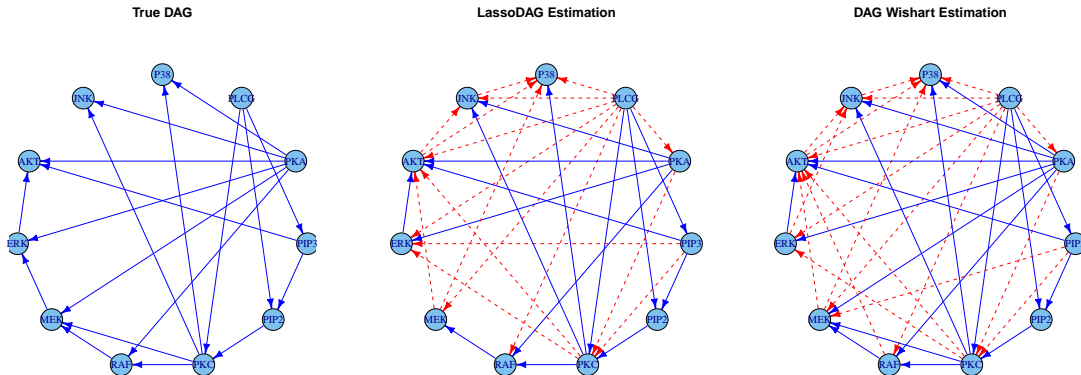 True DAG
LassoDAG Estimation
DAG Wishart Estimation
P38
JNK
PLCG
AKT
PKA
ERK
PIP3
MEK
PIP2
RAF
PKC
P38
JNK
PLCG
AKT
PKA
ERK
PIP3
MEK
PIP2
RAF
PKC
P38
JNK
PLCG
AKT
PKA
ERK
PIP
MEK
PIP2
RAF
PKC